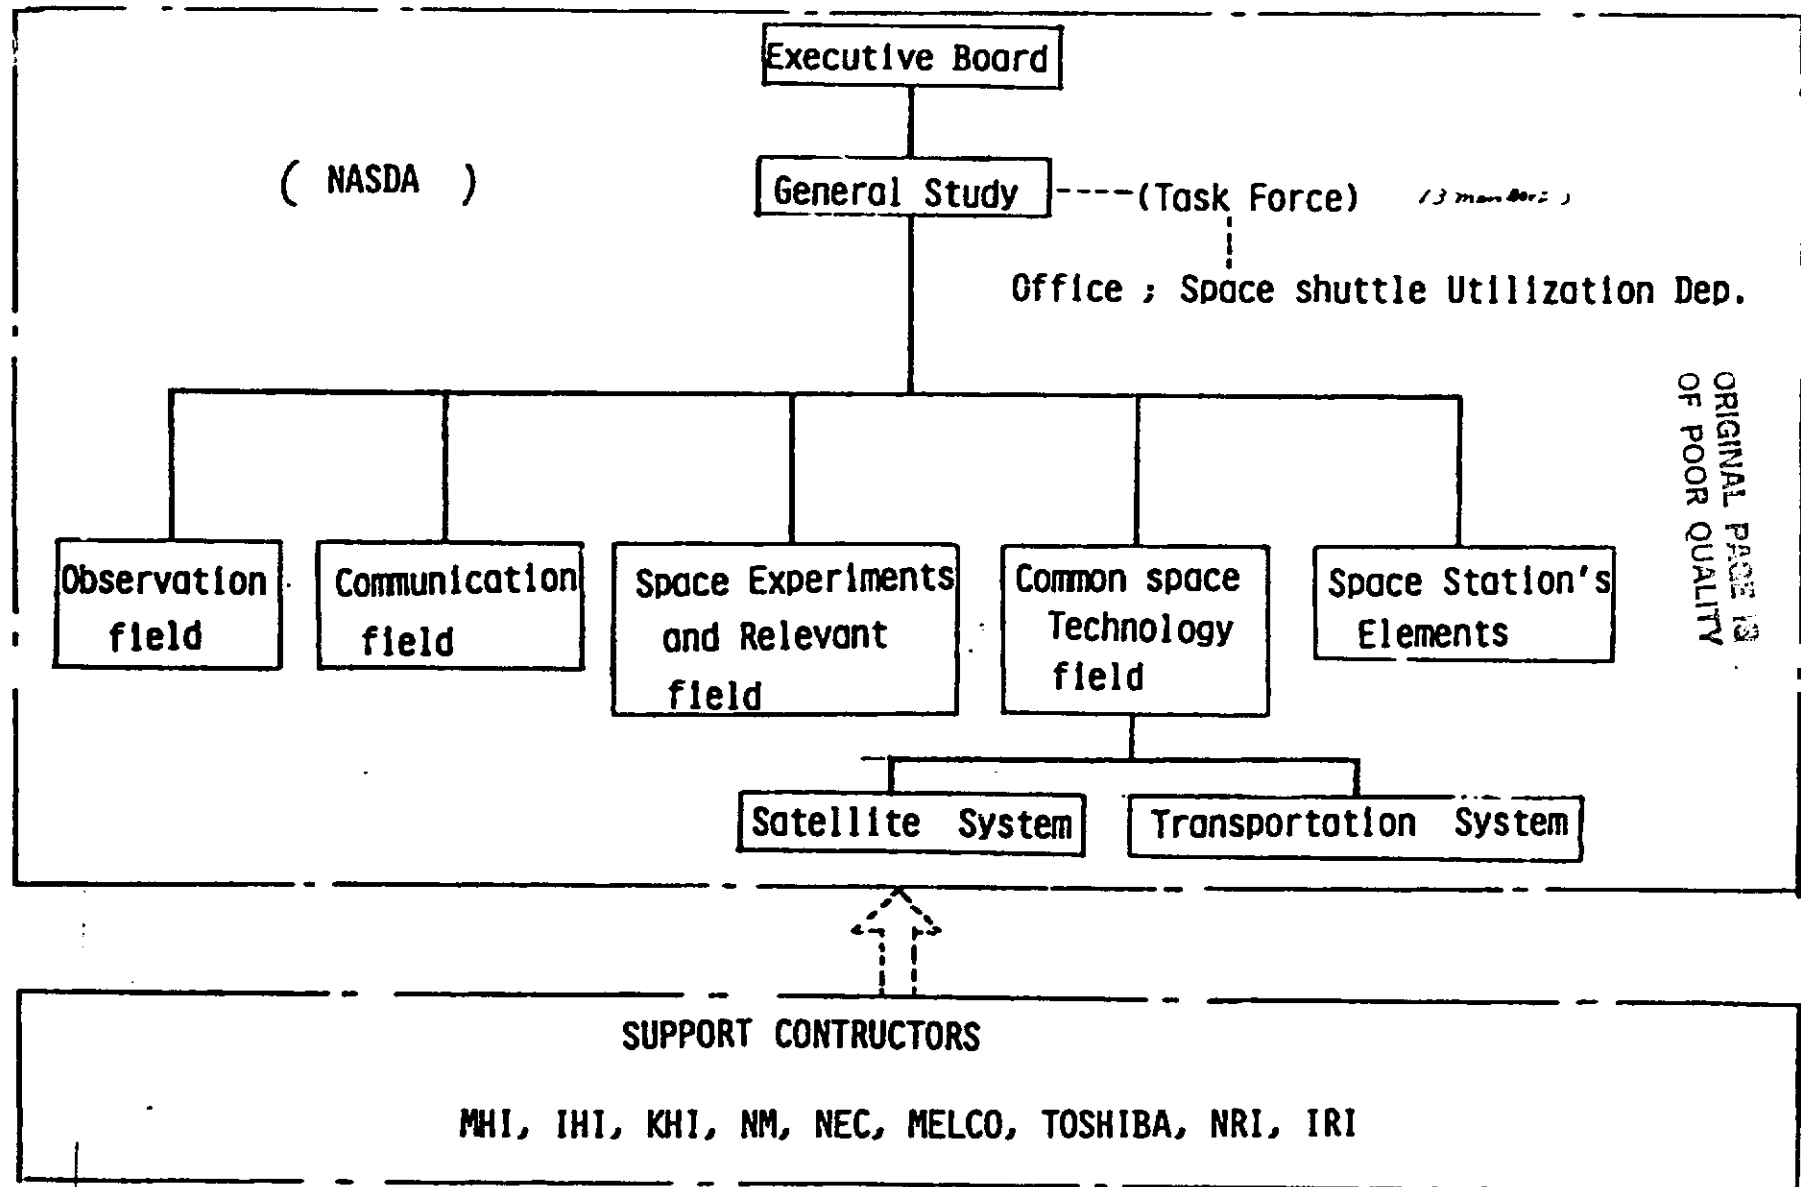 Executive Board
( NASDA )
General Study
(Task Force)
Office ; Space shuttle Utilization Dep.
ORIGINAL PAGE IS
OF POOR QUALITY
Observation
field
Communication
field
Space Experiments
and Relevant
field
Common space
Technology
field
Space Station's
Elements
Satellite System
Transportation System
SUPPORT CONTRUCTORS
MHI, IHI, KHI, NM, NEC, MELCO, TOSHIBA, NRI, IRI